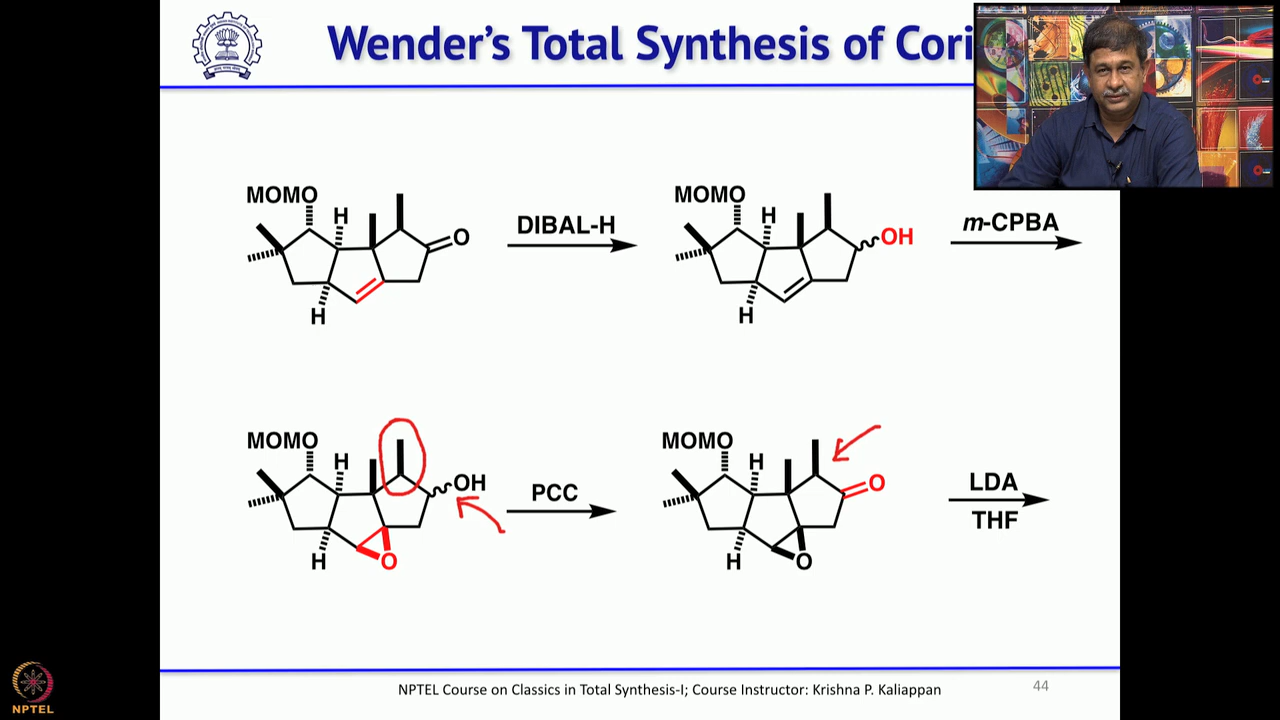 Wender's Total Synthesis of Cori
MOMO
H
O
H
DIBAL-H
MOMO
H
OH
H
m-CPBA
MOMO
H
OH
H
O
PCC
MOMO
H
O
H
O
LDA
THF
NPTEL
NPTEL Course on Classics in Total Synthesis-I; Course Instructor: Krishna P. Kaliappan
44